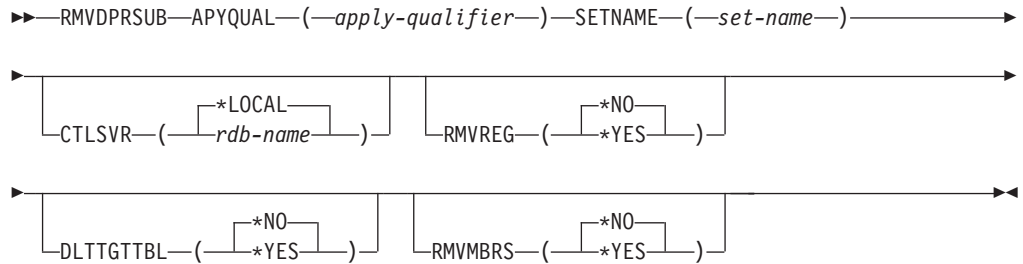 RMVDPRSUB APYQUAL ( apply-qualifier ) SETNAME ( set-name )
*LOCAL *NO
CTLSVR ( rdb-name ) RMVREG ( *YES )
*NO *NO
DLTTGTTBL ( *YES ) RMVMBRS ( *YES )